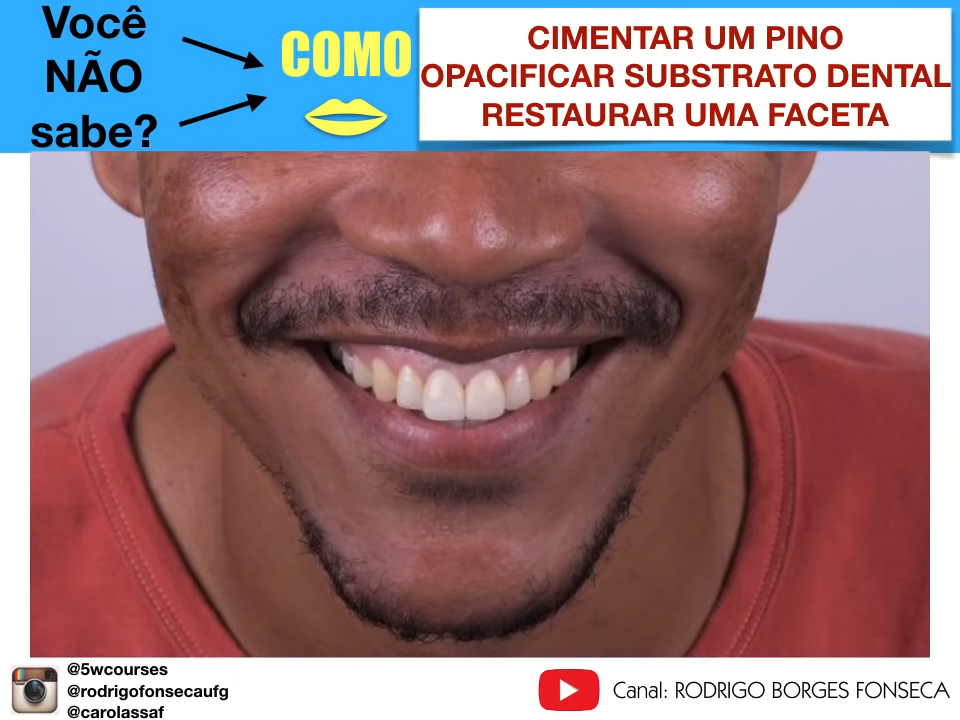 Você
NÃO
sabe?
COMO
CIMENTAR UM PINO
OPACIFICAR SUBSTRATO DENTAL
RESTAURAR UMA FACETA
@5wcourses
@rodrigofonsecaufg
@carolassaf
Canal: RODRIGO BORGES FONSECA